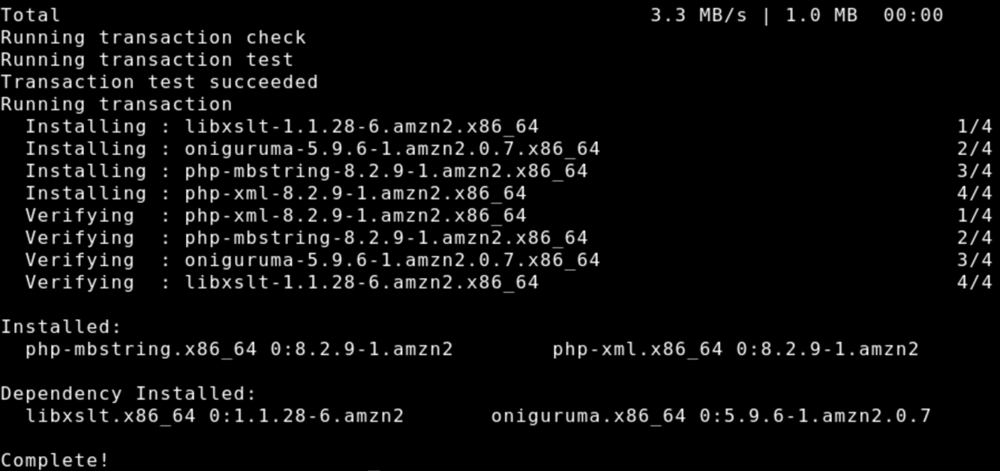 Total                                                 3.3 MB/s | 1.0 MB  00:00
Running transaction check
Running transaction test
Transaction test succeeded
Running transaction
  Installing : libxslt-1.1.28-6.amzn2.x86_64                                  1/4
  Installing : oniguruma-5.9.6-1.amzn2.0.7.x86_64                             2/4
  Installing : php-mbstring-8.2.9-1.amzn2.x86_64                              3/4
  Installing : php-xml-8.2.9-1.amzn2.x86_64                                   4/4
  Verifying  : php-xml-8.2.9-1.amzn2.x86_64                                   1/4
  Verifying  : php-mbstring-8.2.9-1.amzn2.x86_64                              2/4
  Verifying  : oniguruma-5.9.6-1.amzn2.0.7.x86_64                             3/4
  Verifying  : libxslt-1.1.28-6.amzn2.x86_64                                  4/4

Installed:
  php-mbstring.x86_64 0:8.2.9-1.amzn2        php-xml.x86_64 0:8.2.9-1.amzn2

Dependency Installed:
  libxslt.x86_64 0:1.1.28-6.amzn2       oniguruma.x86_64 0:5.9.6-1.amzn2.0.7

Complete!